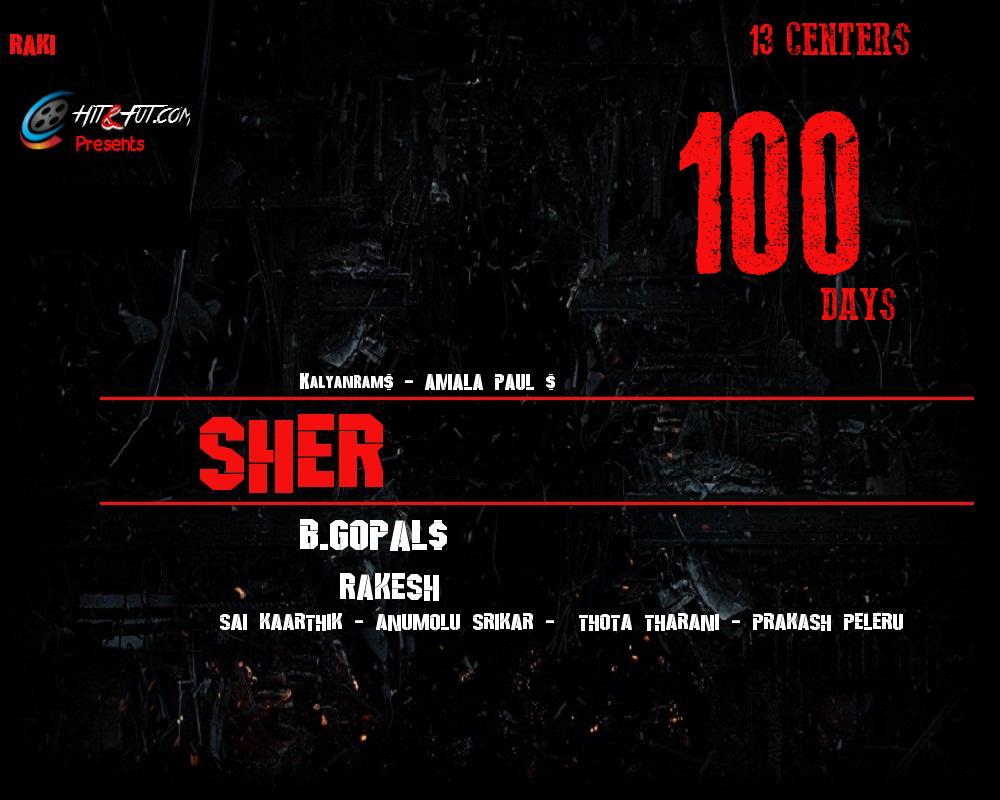 RAKI
13 CENTERS
HIT&FUT.COM
Presents
100
DAYS
KALYANRAM$ - AMALA PAUL $
SHER
B.GOPAL$
RAKESH
SAI KAARTHIK - ANUMOLU SRIKAR - THOTA THARANI - PRAKASH PELERU